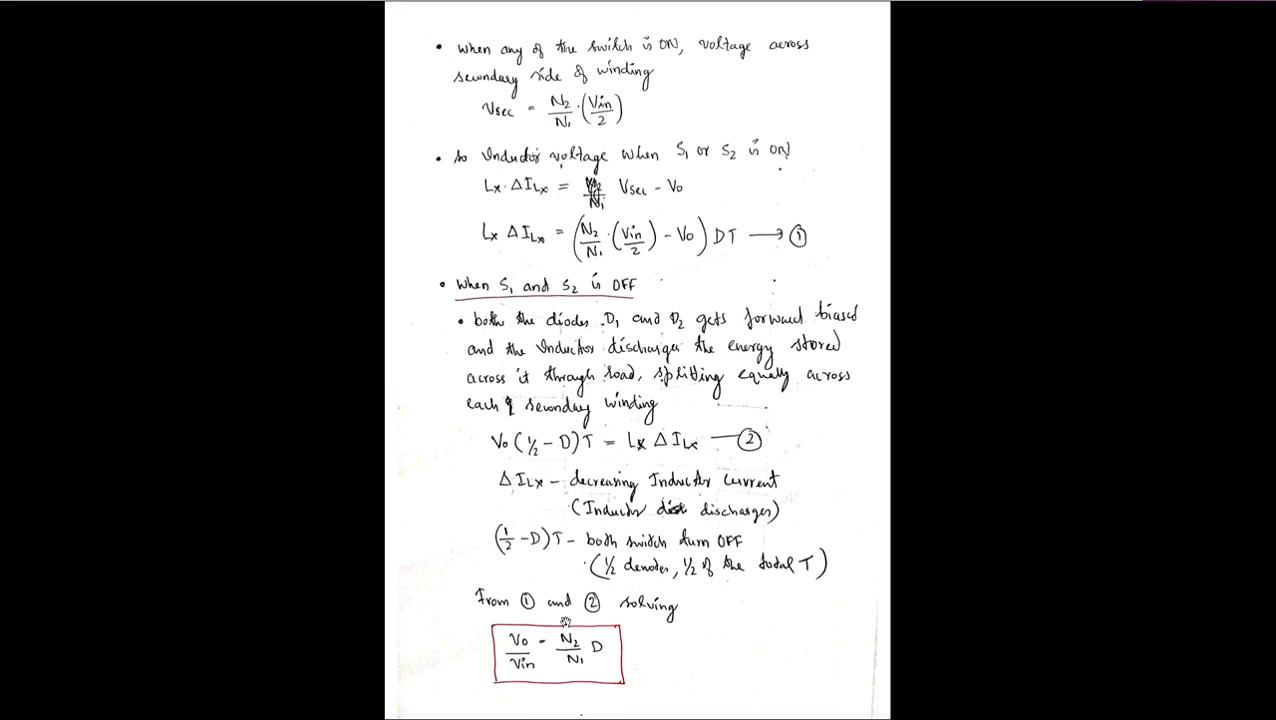 • When any of the switch is ON, voltage across
secondary side of winding
Vsec = N2/N1 · (Vin/2)
• So Inductor voltage when S1 or S2 is ON
Lx · ΔILx = Vsec - Vo
Lx ΔILx = (N2/N1 · (Vin/2) - Vo) DT → ①
• When S1 and S2 is OFF
• both the diodes D1 and D2 gets forward biased
and the Inductor discharges the energy stored
across it through load, splitting equally across
each secondary winding
Vo (1/2 - D)T = Lx ΔILx — ②
ΔILx - decreasing Inductor current
(Inductor discharges)
(1/2 - D)T - both switch turn OFF
(1/2 denotes, 1/2 of the total T)
From ① and ② solving
Vo/Vin = N2/N1 D